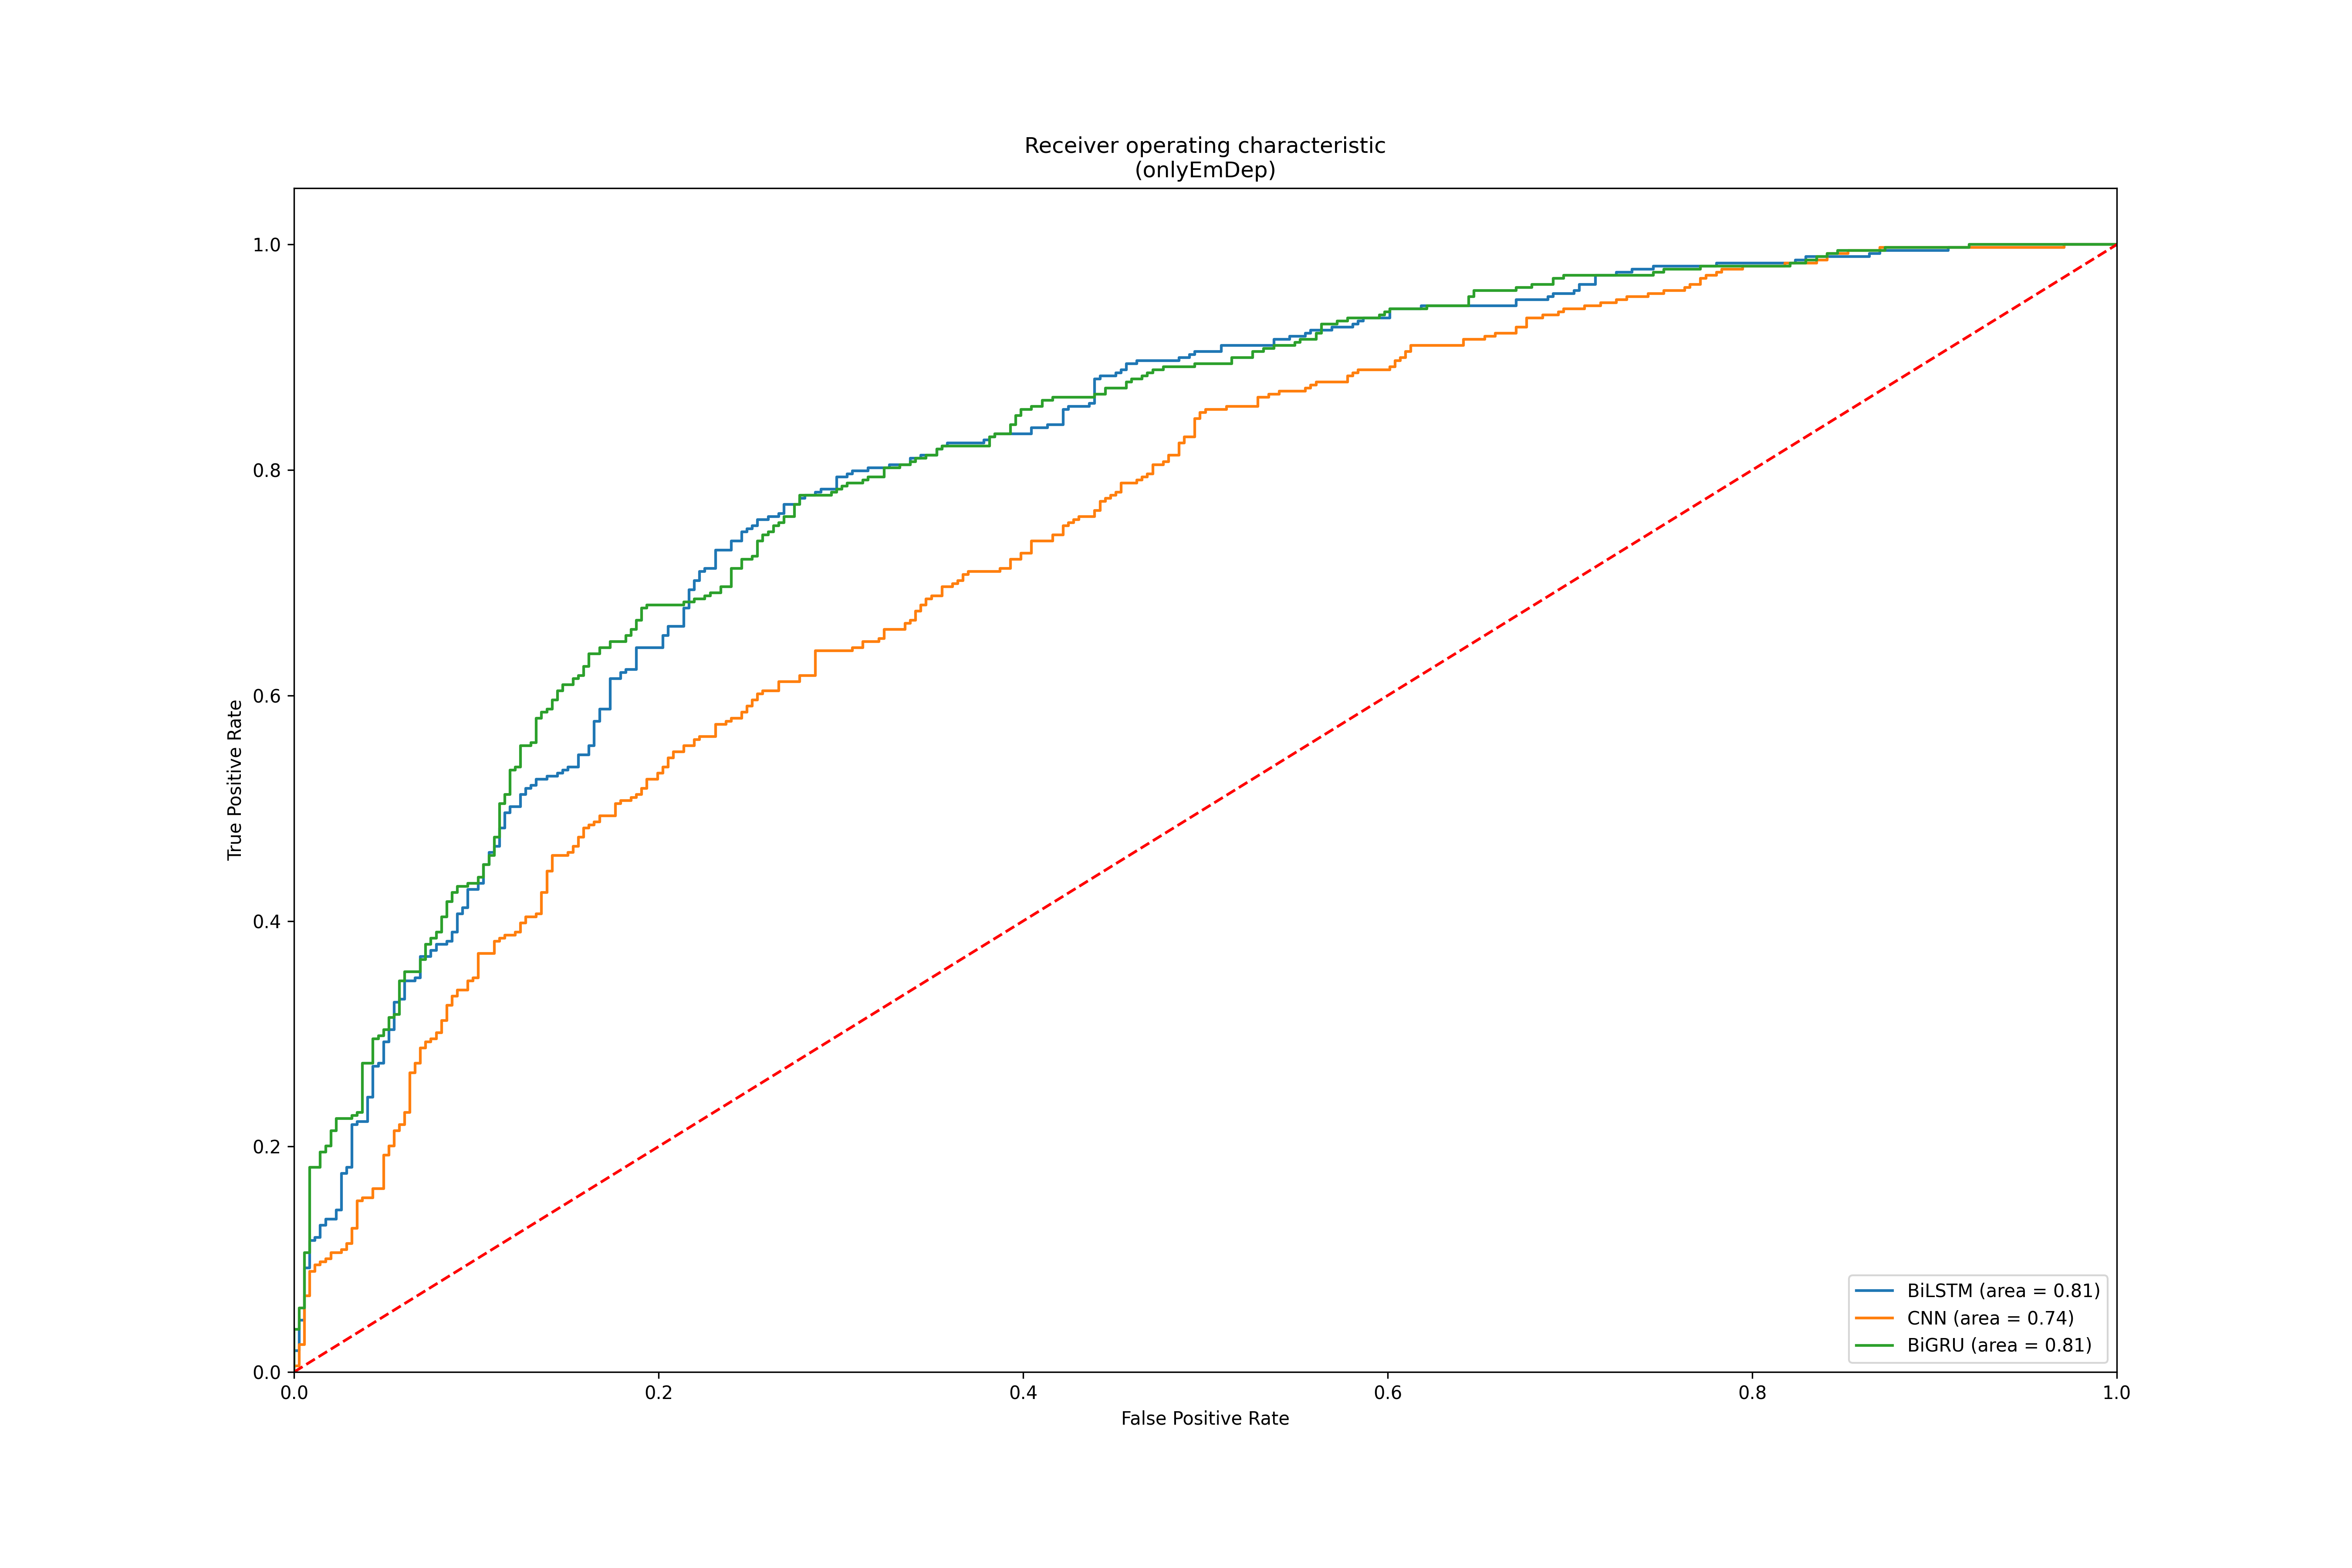 Receiver operating characteristic
(onlyEmDep)
True Positive Rate
1.0
0.8
0.6
0.4
0.2
0.0
0.0
0.2
0.4
0.6
0.8
1.0
False Positive Rate
BiLSTM (area = 0.81)
CNN (area = 0.74)
BiGRU (area = 0.81)